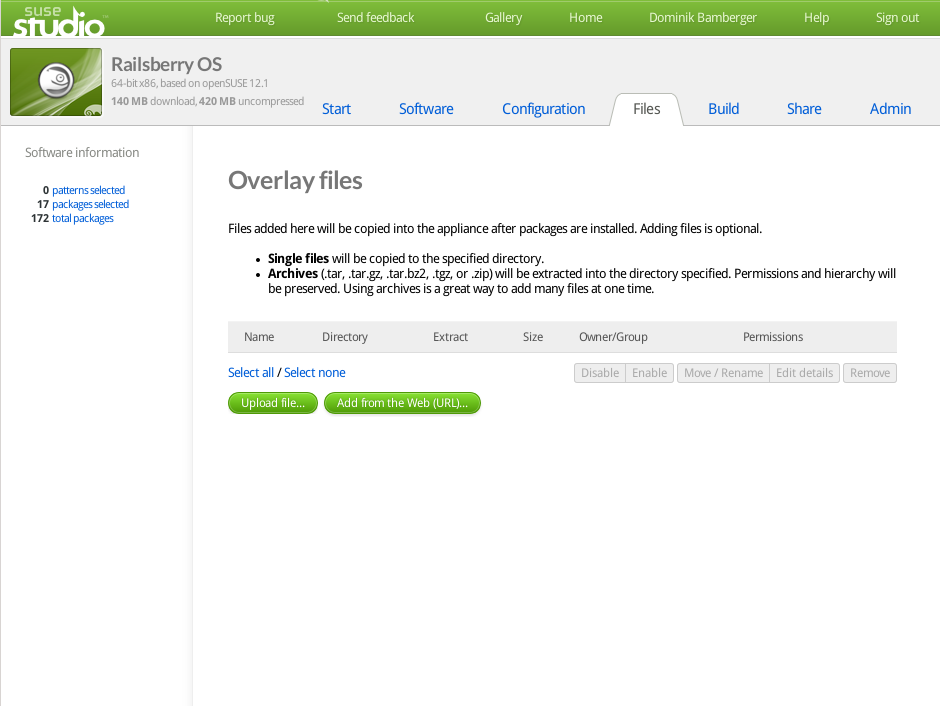 suse studio
Report bug Send feedback Gallery Home Dominik Bamberger Help Sign out
Railsberry OS
64-bit x86, based on openSUSE 12.1
140 MB download, 420 MB uncompressed
Start Software Configuration Files Build Share Admin
Software information
0 patterns selected
17 packages selected
172 total packages
Overlay files
Files added here will be copied into the appliance after packages are installed. Adding files is optional.
• Single files will be copied to the specified directory.
• Archives (.tar, .tar.gz, .tar.bz2, .tgz, or .zip) will be extracted into the directory specified. Permissions and hierarchy will
be preserved. Using archives is a great way to add many files at one time.
Name Directory Extract Size Owner/Group Permissions
Select all / Select none Disable Enable Move / Rename Edit details Remove
Upload file... Add from the Web (URL)...